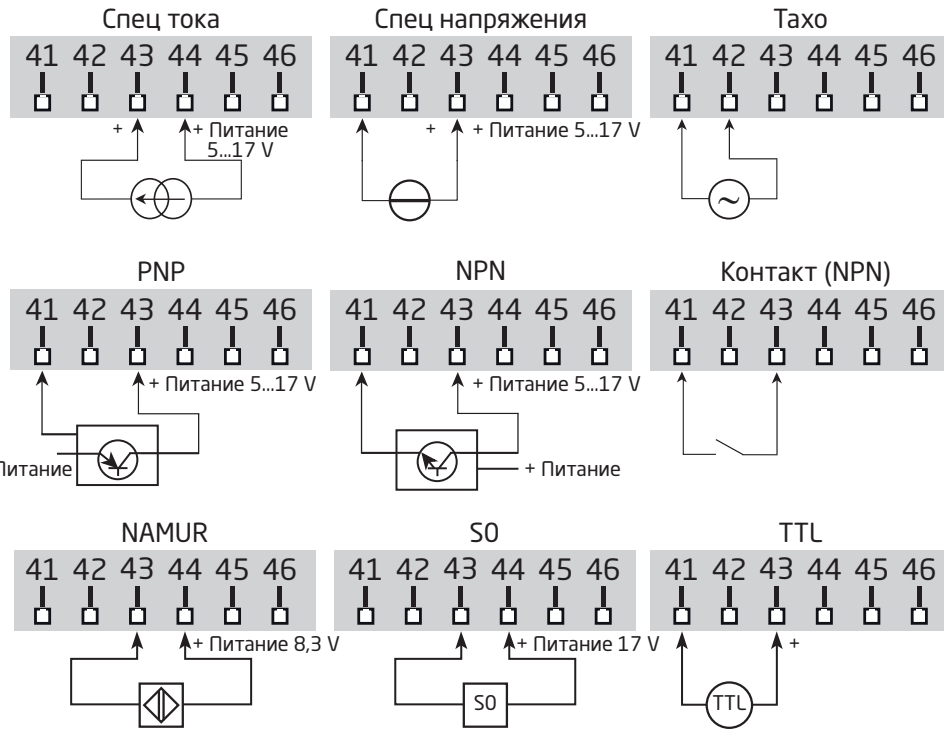 Спец тока
Спец напряжения
Тахо
41 42 43 44 45 46
41 42 43 44 45 46
41 42 43 44 45 46
+
+ Питание
5...17 V
+
+ Питание 5...17 V
~
PNP
NPN
Контакт (NPN)
41 42 43 44 45 46
41 42 43 44 45 46
41 42 43 44 45 46
+ Питание 5...17 V
+ Питание 5...17 V
Питание
+ Питание
NAMUR
S0
TTL
41 42 43 44 45 46
41 42 43 44 45 46
41 42 43 44 45 46
+ Питание 8,3 V
+ Питание 17 V
+
S0
TTL